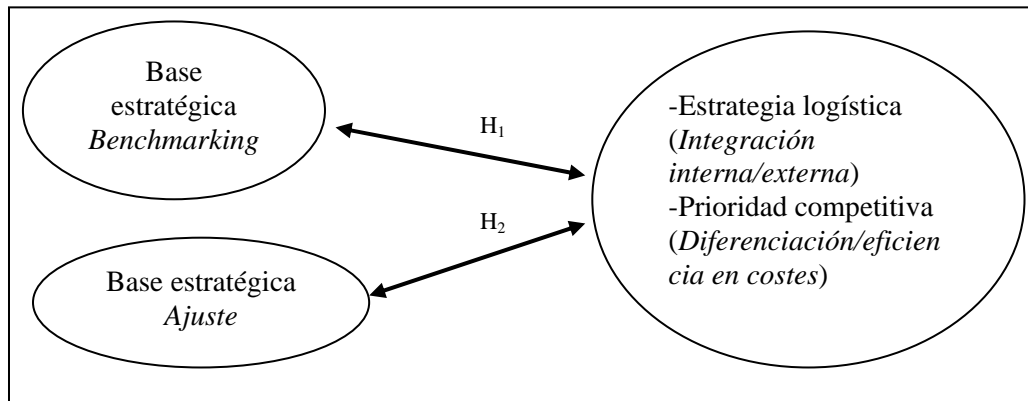 Base
estratégica
Benchmarking
H1
-Estrategia logística
(Integración
interna/externa)
-Prioridad competitiva
(Diferenciación/eficien
cia en costes)
H2
Base estratégica
Ajuste